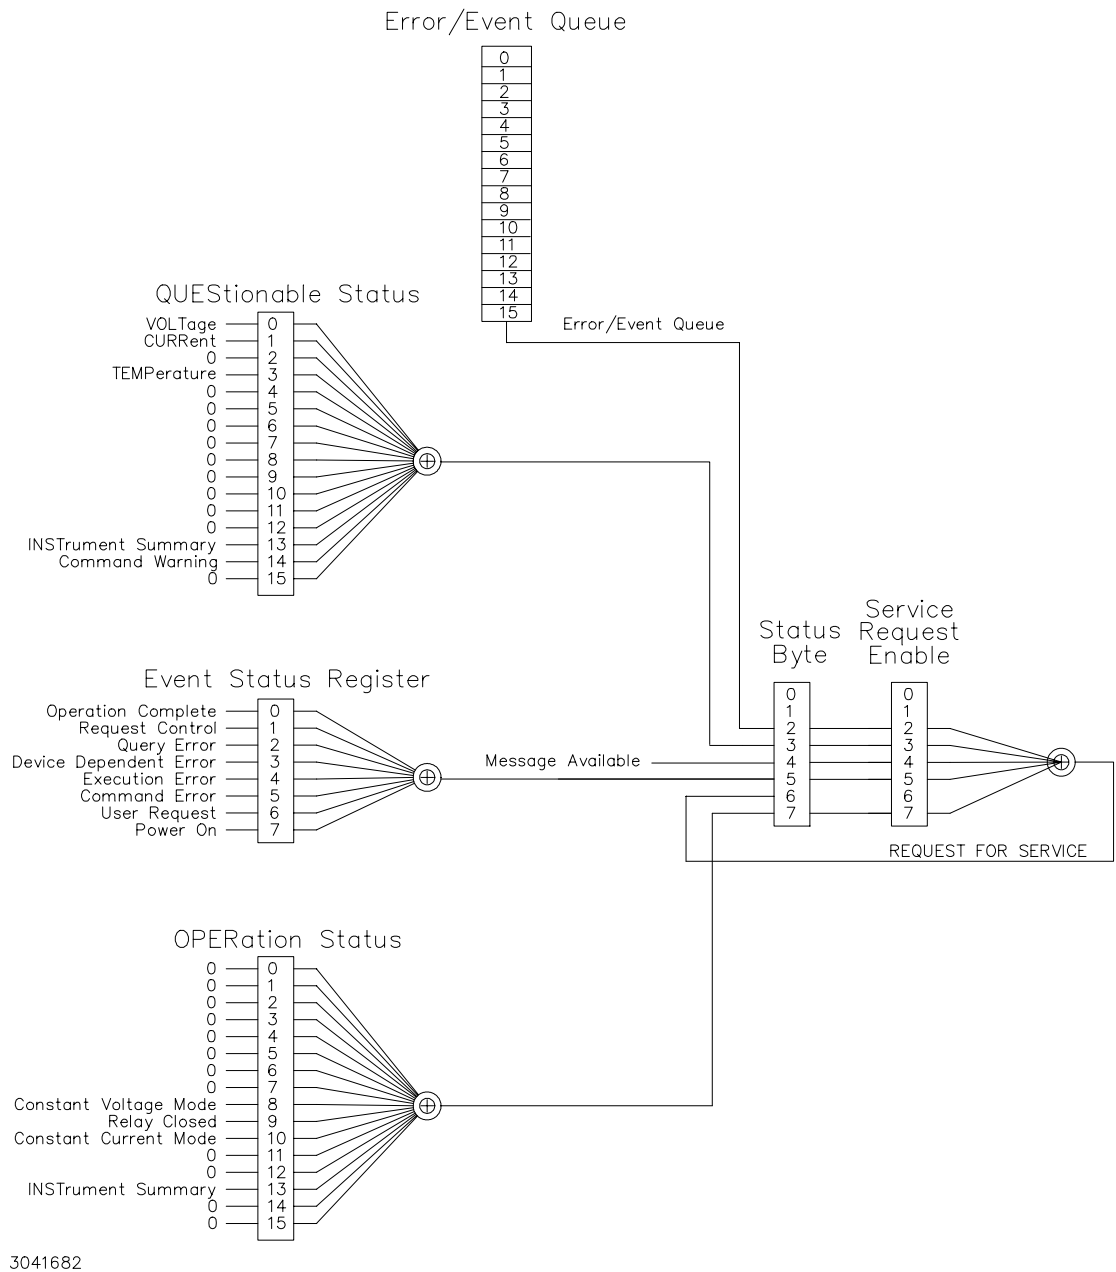 Error/Event Queue
0
1
2
3
4
5
6
7
8
9
10
11
12
13
14
15
Error/Event Queue
QUEStionable Status
VOLTage 0
CURRent 1
0 2
TEMPerature 3
0 4
0 5
0 6
0 7
0 8
0 9
0 10
0 11
0 12
INSTrument Summary 13
Command Warning 14
0 15
Event Status Register
Operation Complete 0
Request Control 1
Query Error 2
Device Dependent Error 3
Execution Error 4
Command Error 5
User Request 6
Power On 7
Message Available
Status
Byte
0
1
2
3
4
5
6
7
Service
Request
Enable
0
1
2
3
4
5
6
7
REQUEST FOR SERVICE
OPERation Status
0 0
0 1
0 2
0 3
0 4
0 5
0 6
0 7
Constant Voltage Mode 8
Relay Closed 9
Constant Current Mode 10
0 11
0 12
INSTrument Summary 13
0 14
0 15
3041682